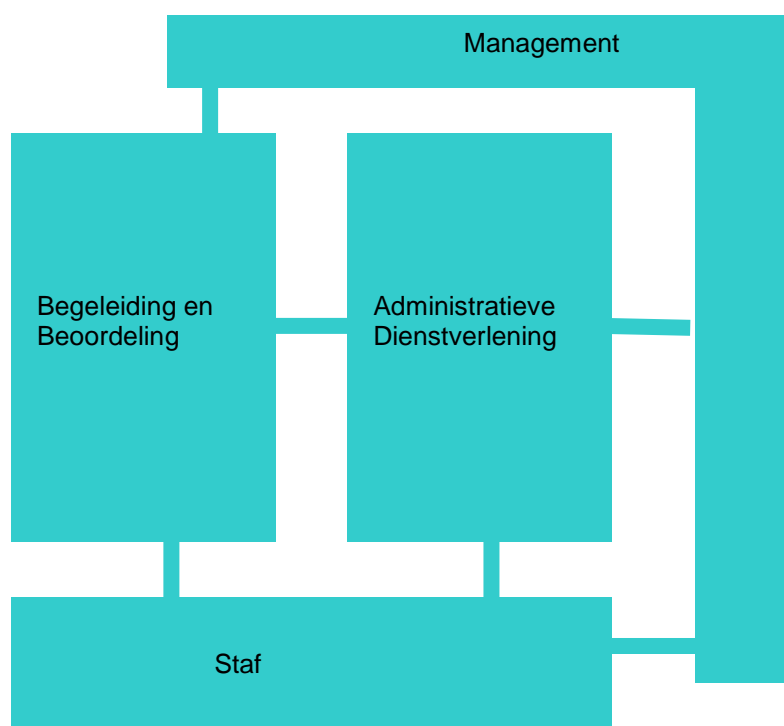 Management
Begeleiding en
Beoordeling
Administratieve
Dienstverlening
Staf